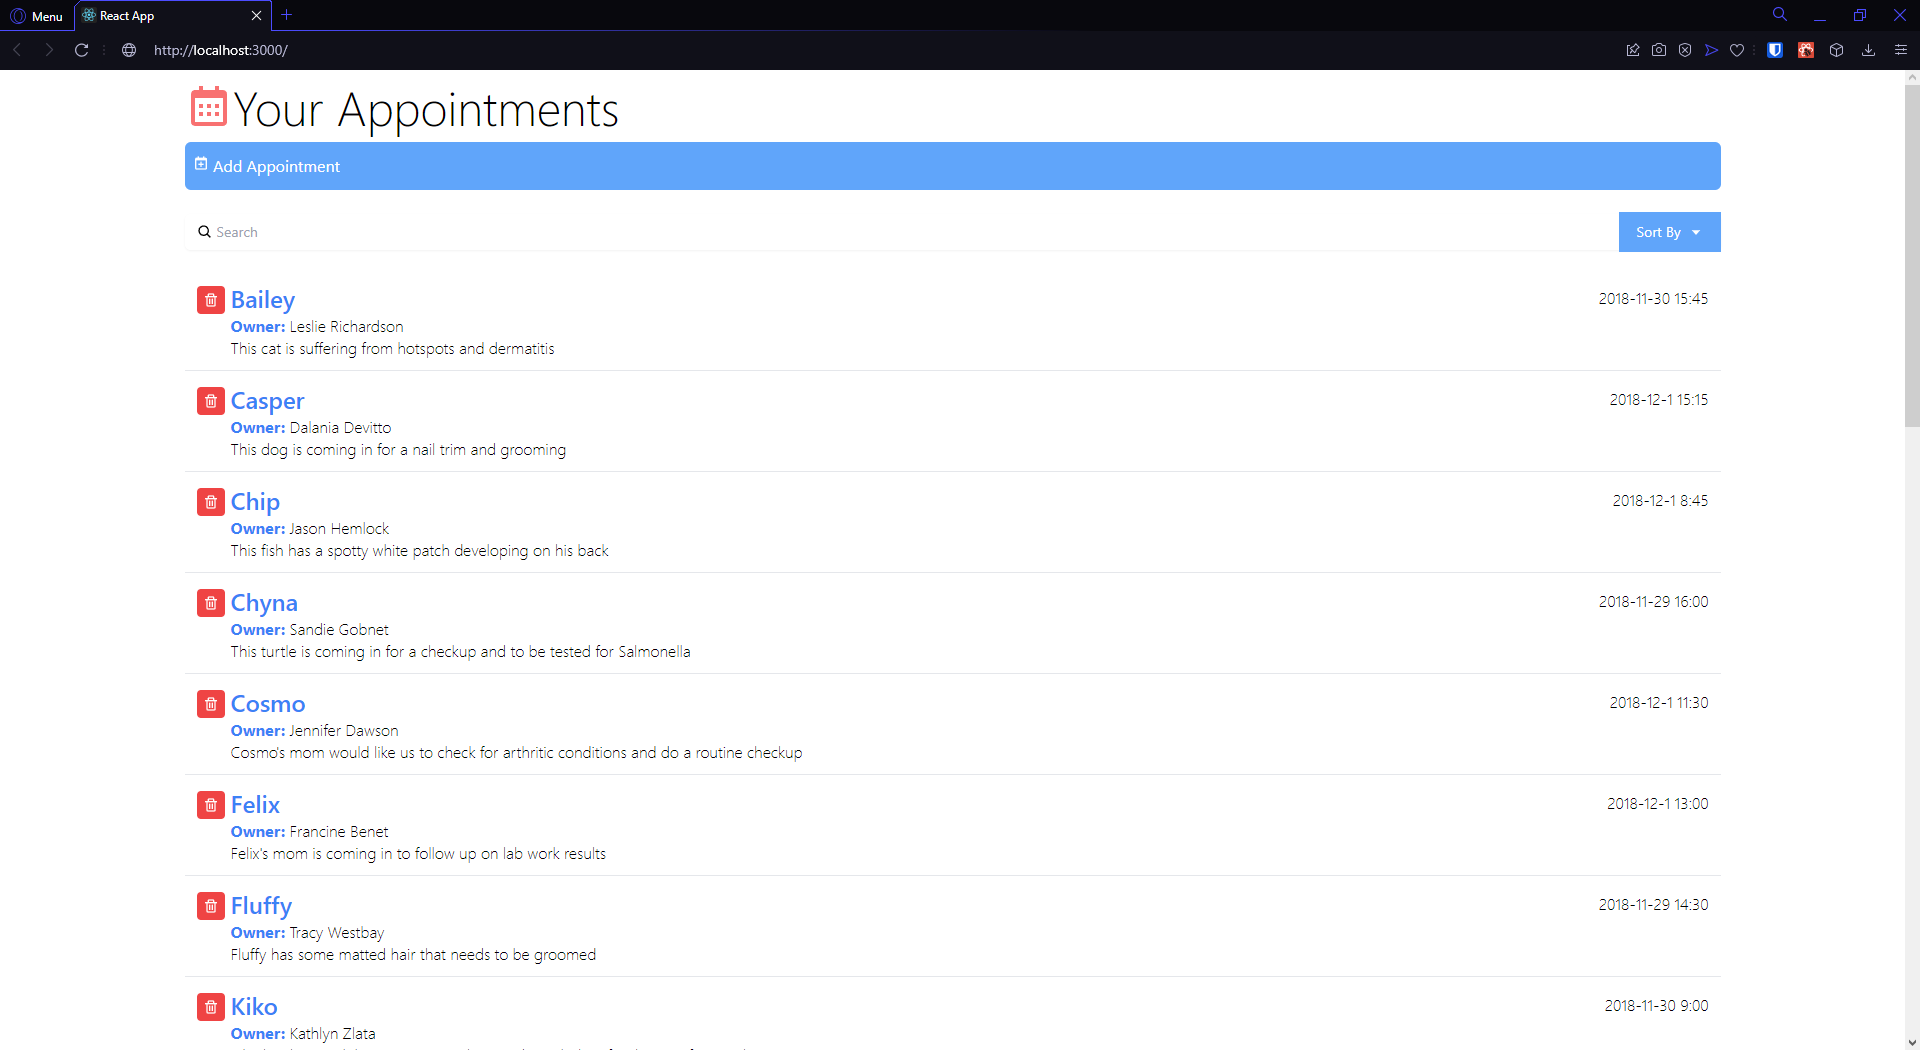 Menu
React App
http://localhost:3000/
Your Appointments
Add Appointment
Search
Sort By
Bailey
2018-11-30 15:45
Owner: Leslie Richardson
This cat is suffering from hotspots and dermatitis
Casper
2018-12-1 15:15
Owner: Dalania Devitto
This dog is coming in for a nail trim and grooming
Chip
2018-12-1 8:45
Owner: Jason Hemlock
This fish has a spotty white patch developing on his back
Chyna
2018-11-29 16:00
Owner: Sandie Gobnet
This turtle is coming in for a checkup and to be tested for Salmonella
Cosmo
2018-12-1 11:30
Owner: Jennifer Dawson
Cosmo's mom would like us to check for arthritic conditions and do a routine checkup
Felix
2018-12-1 13:00
Owner: Francine Benet
Felix's mom is coming in to follow up on lab work results
Fluffy
2018-11-29 14:30
Owner: Tracy Westbay
Fluffy has some matted hair that needs to be groomed
Kiko
2018-11-30 9:00
Owner: Kathlyn Zlata